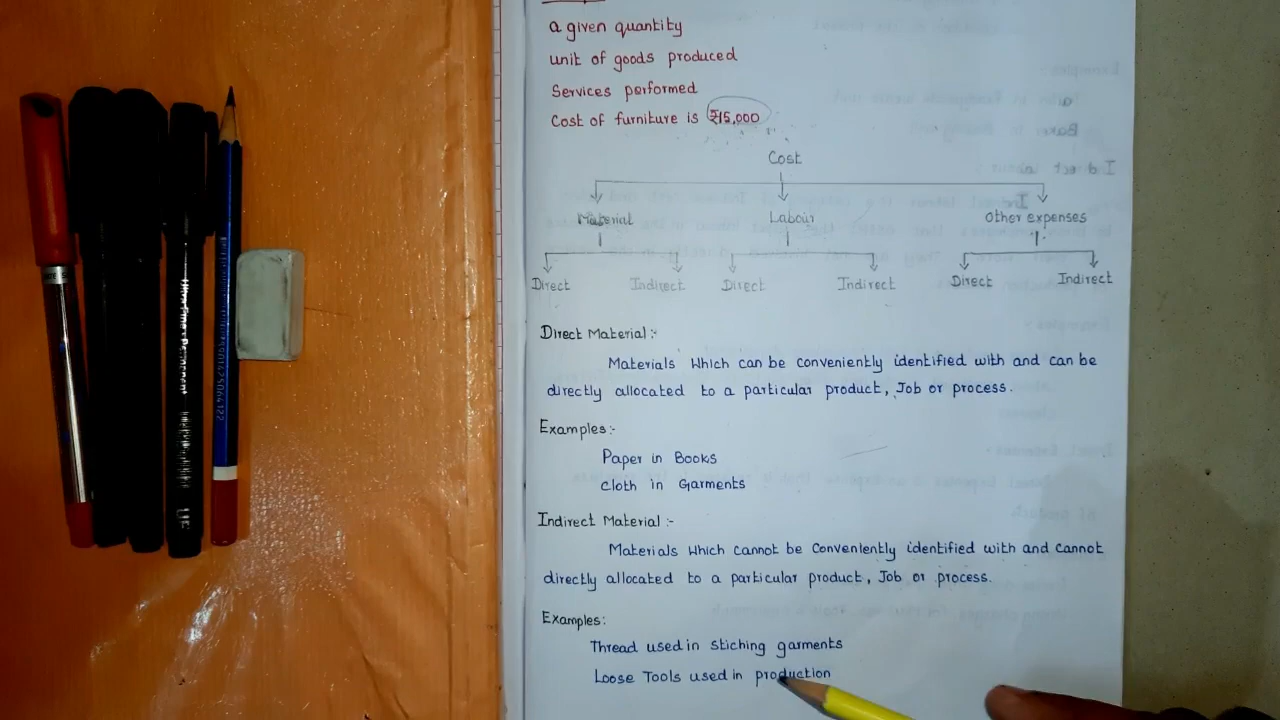 a given quantity
unit of goods produced
Services performed
Cost of furniture is ₹15,000
Cost
Material Labour Other expenses
Direct Indirect Direct Indirect Direct Indirect
Direct Material :-
Materials which can be conveniently identified with and can be
directly allocated to a particular product, Job or process.
Examples :-
Paper in Books
Cloth in Garments
Indirect Material :-
Materials which cannot be conveniently identified with and cannot
directly allocated to a particular product, Job or process.
Examples:
Thread used in stiching garments
Loose Tools used in production